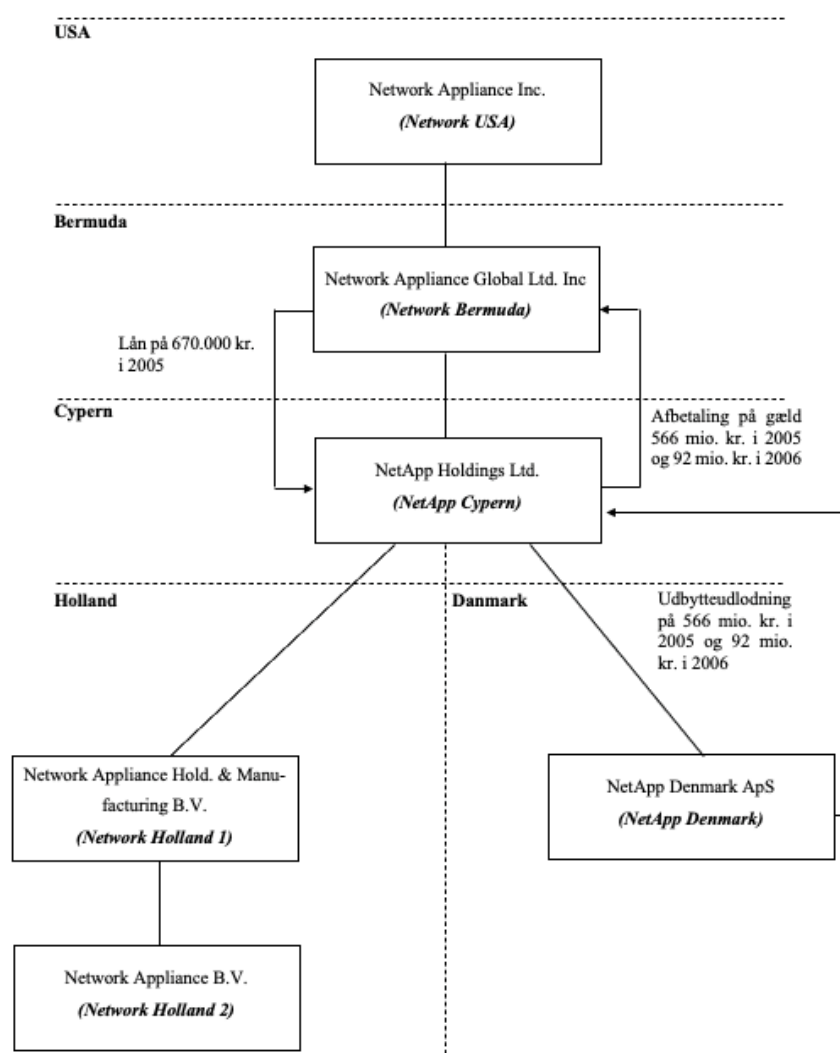 USA
Network Appliance Inc.
(Network USA)
Bermuda
Network Appliance Global Ltd. Inc
(Network Bermuda)
Lån på 670.000 kr.
i 2005
Cypern
Afbetaling på gæld
566 mio. kr. i 2005
og 92 mio. kr. i 2006
NetApp Holdings Ltd.
(NetApp Cypern)
Holland
Danmark
Udbytteudlodning
på 566 mio. kr. i
2005 og 92 mio.
kr. i 2006
Network Appliance Hold. & Manu-
facturing B.V.
(Network Holland 1)
NetApp Denmark ApS
(NetApp Denmark)
Network Appliance B.V.
(Network Holland 2)